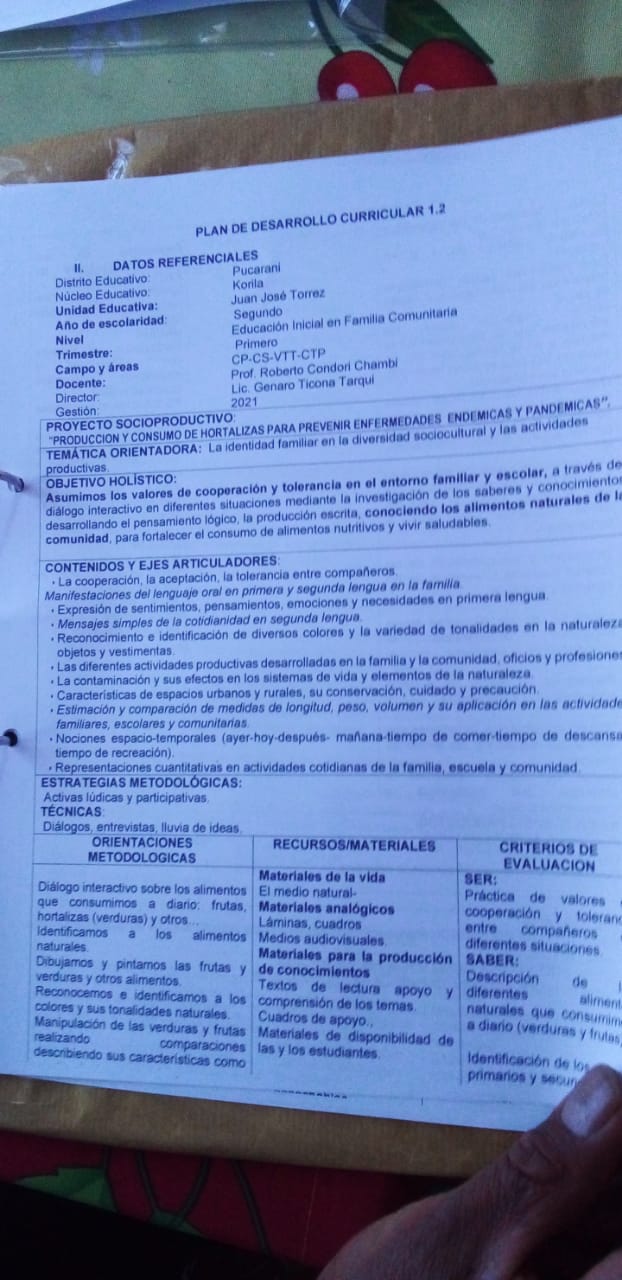 PLAN DE DESARROLLO CURRICULAR 1.2
II. DATOS REFERENCIALES
Distrito Educativo: Pucarani
Núcleo Educativo: Korila
Unidad Educativa: Juan José Torrez
Año de escolaridad: Segundo
Nivel Educación Inicial en Familia Comunitaria
Trimestre: Primero
Campo y áreas CP-CS-VTT-CTP
Docente: Prof. Roberto Condori Chambi
Director: Lic. Genaro Ticona Tarqui
Gestión: 2021
PROYECTO SOCIOPRODUCTIVO:
"PRODUCCION Y CONSUMO DE HORTALIZAS PARA PREVENIR ENFERMEDADES ENDEMICAS Y PANDEMICAS".
TEMÁTICA ORIENTADORA: La identidad familiar en la diversidad sociocultural y las actividades
productivas.
OBJETIVO HOLÍSTICO:
Asumimos los valores de cooperación y tolerancia en el entorno familiar y escolar, a través de
diálogo interactivo en diferentes situaciones mediante la investigación de los saberes y conocimientos
desarrollando el pensamiento lógico, la producción escrita, conociendo los alimentos naturales de la
comunidad, para fortalecer el consumo de alimentos nutritivos y vivir saludables.
CONTENIDOS Y EJES ARTICULADORES:
• La cooperación, la aceptación, la tolerancia entre compañeros.
Manifestaciones del lenguaje oral en primera y segunda lengua en la familia.
• Expresión de sentimientos, pensamientos, emociones y necesidades en primera lengua.
• Mensajes simples de la cotidianidad en segunda lengua.
• Reconocimiento e identificación de diversos colores y la variedad de tonalidades en la naturaleza
objetos y vestimentas.
• Las diferentes actividades productivas desarrolladas en la familia y la comunidad, oficios y profesiones
• La contaminación y sus efectos en los sistemas de vida y elementos de la naturaleza.
• Características de espacios urbanos y rurales, su conservación, cuidado y precaución.
• Estimación y comparación de medidas de longitud, peso, volumen y su aplicación en las actividade
familiares, escolares y comunitarias.
• Nociones espacio-temporales (ayer-hoy-después- mañana-tiempo de comer-tiempo de descansa
tiempo de recreación).
• Representaciones cuantitativas en actividades cotidianas de la familia, escuela y comunidad.
ESTRATEGIAS METODOLÓGICAS:
Activas lúdicas y participativas.
TÉCNICAS:
Diálogos, entrevistas, lluvia de ideas.
ORIENTACIONES
METODOLOGICAS
Diálogo interactivo sobre los alimentos
que consumimos a diario: frutas,
hortalizas (verduras) y otros...
Identificamos a los alimentos
naturales.
Dibujamos y pintamos las frutas y
verduras y otros alimentos.
Reconocemos e identificamos a los
colores y sus tonalidades naturales.
Manipulación de las verduras y frutas
realizando comparaciones
describiendo sus características como
RECURSOS/MATERIALES
Materiales de la vida
El medio natural-
Materiales analógicos
Láminas, cuadros
Medios audiovisuales.
Materiales para la producción
de conocimientos
Textos de lectura apoyo y
comprensión de los temas.
Cuadros de apoyo.,
Materiales de disponibilidad de
las y los estudiantes.
CRITERIOS DE
EVALUACION
SER:
Práctica de valores
cooperación y toleran
entre compañeros
diferentes situaciones.
SABER:
Descripción de
diferentes aliment
naturales que consumim
a diario (verduras y frutas,
Identificación de los
primarios y secun